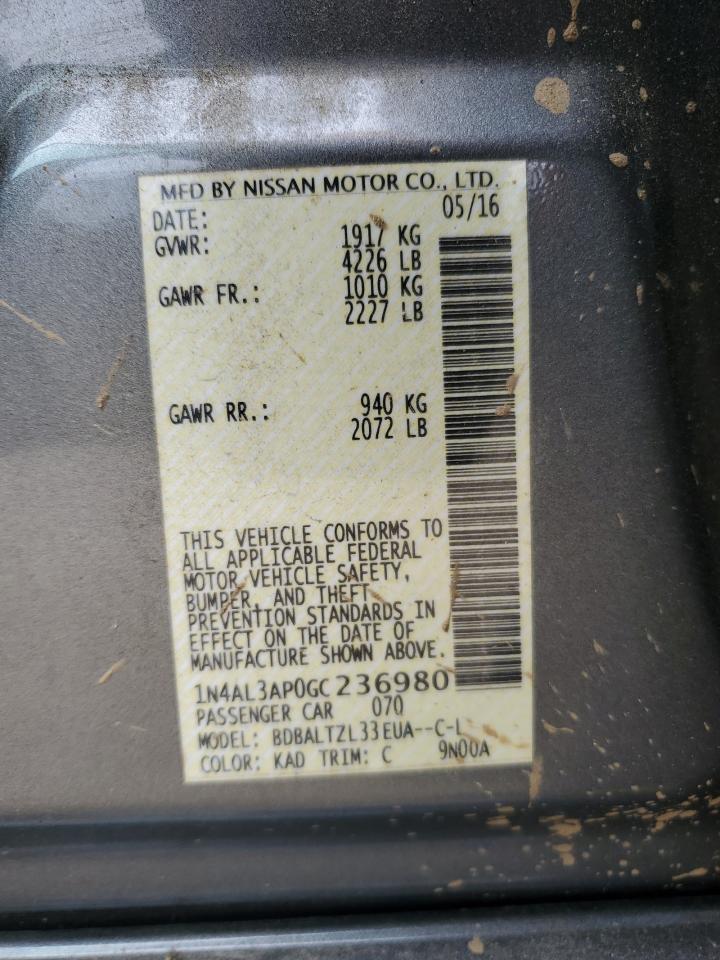 MFD BY NISSAN MOTOR CO., LTD.
DATE: 05/16
GVWR: 1917 KG
4226 LB
GAWR FR.: 1010 KG
2227 LB
GAWR RR.: 940 KG
2072 LB
THIS VEHICLE CONFORMS TO
ALL APPLICABLE FEDERAL
MOTOR VEHICLE SAFETY,
BUMPER, AND THEFT
PREVENTION STANDARDS IN
EFFECT ON THE DATE OF
MANUFACTURE SHOWN ABOVE.
1N4AL3AP0GC236980
PASSENGER CAR 070
MODEL: BDBALTZL33EUA--C-L
COLOR: KAD TRIM: C 9N00A